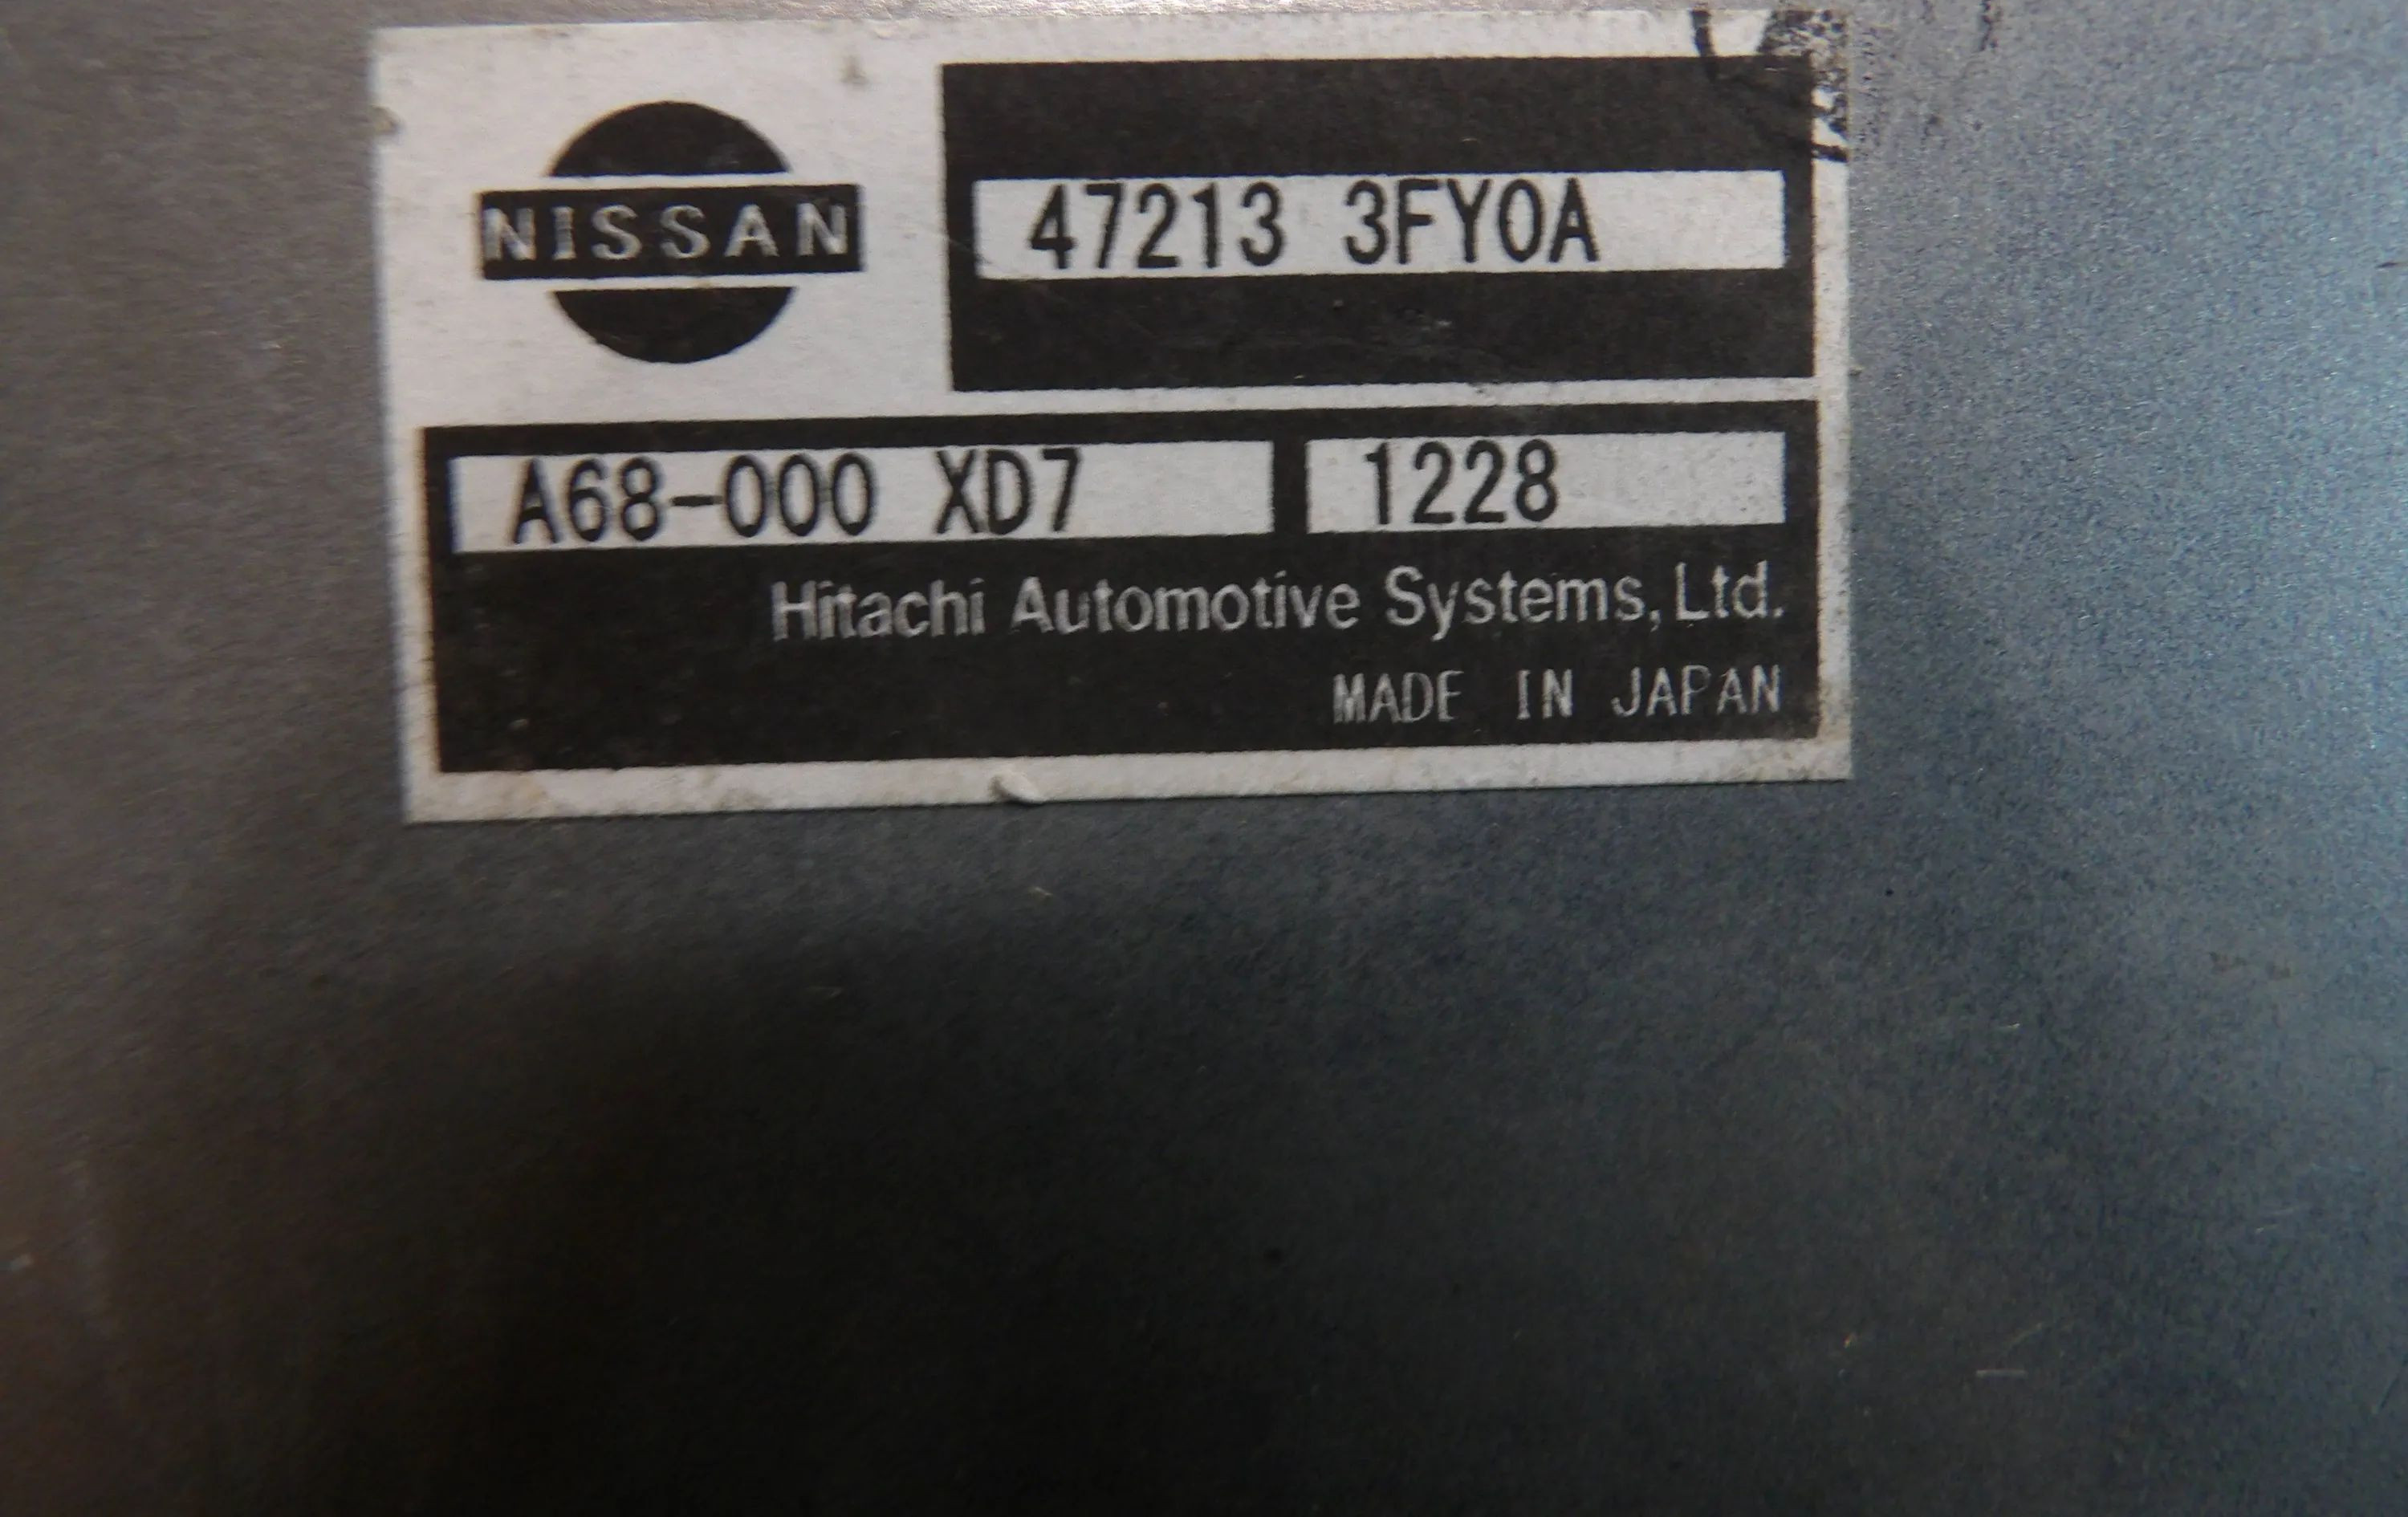 NISSAN
47213 3FY0A
A68-000 XD7 1228
Hitachi Automotive Systems, Ltd.
MADE IN JAPAN